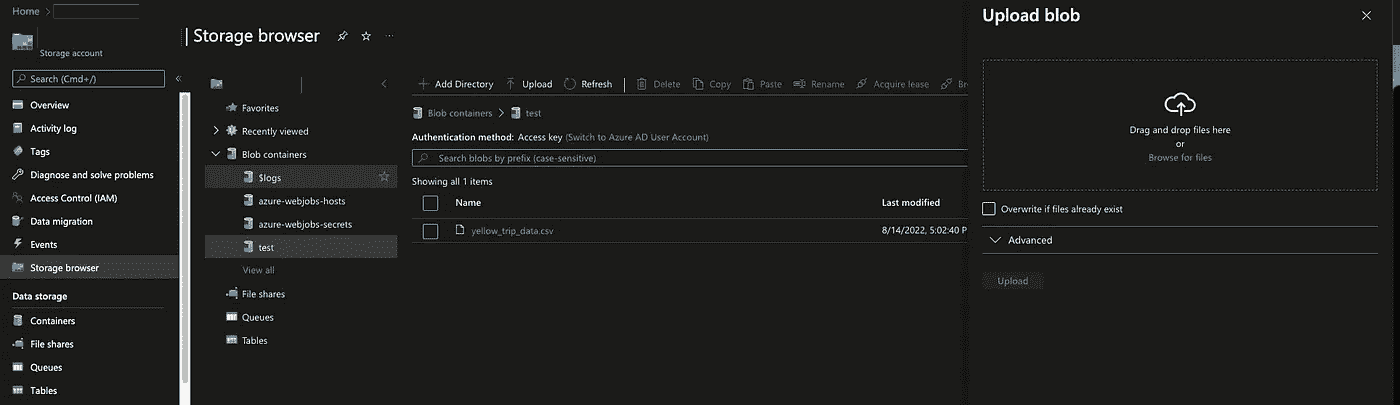 Home
Storage account
Search (Cmd+/)
Overview
Activity log
Tags
Diagnose and solve problems
Access Control (IAM)
Data migration
Events
Storage browser
Data storage
Containers
File shares
Queues
Tables
| Storage browser
Favorites
Recently viewed
Blob containers
$logs
azure-webjobs-hosts
azure-webjobs-secrets
test
View all
File shares
Queues
Tables
Add Directory Upload Refresh Delete Copy Paste Rename Acquire lease Br
Blob containers > test
Authentication method: Access key (Switch to Azure AD User Account)
Search blobs by prefix (case-sensitive)
Showing all 1 items
Name Last modified
yellow_trip_data.csv 8/14/2022, 5:02:40 P
Upload blob
Drag and drop files here
or
Browse for files
Overwrite if files already exist
Advanced
Upload